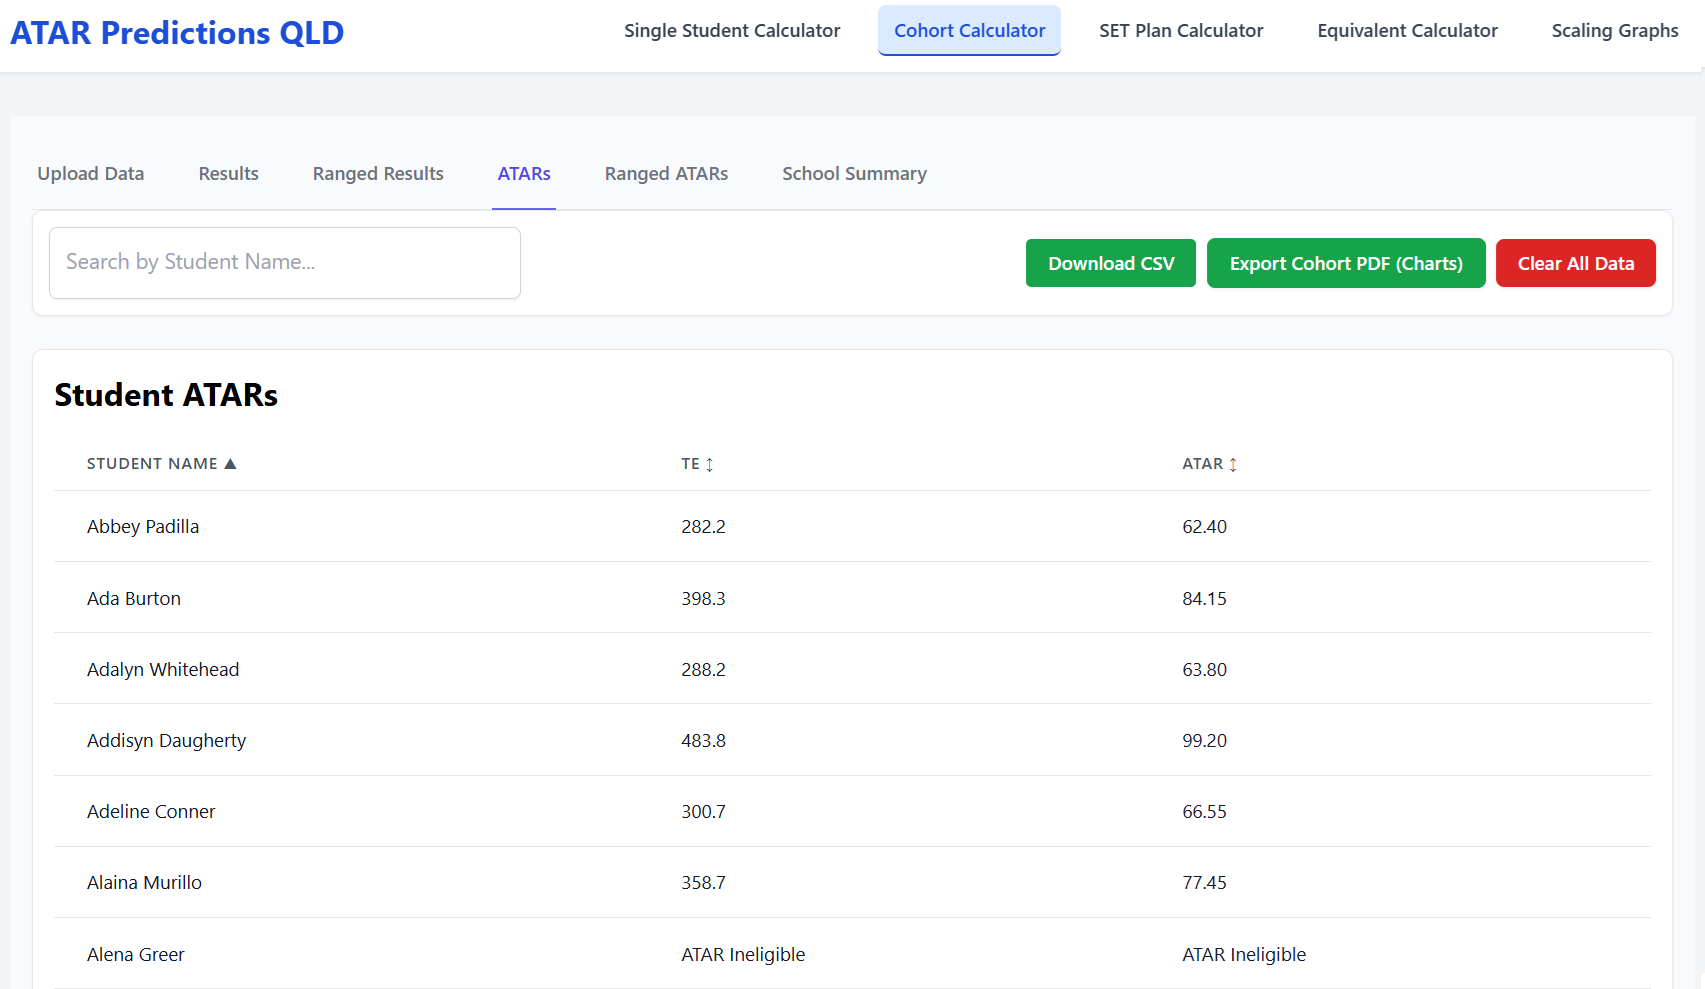 ATAR Predictions QLD
Single Student Calculator
Cohort Calculator
SET Plan Calculator
Equivalent Calculator
Scaling Graphs
Upload Data
Results
Ranged Results
ATARs
Ranged ATARs
School Summary
Search by Student Name...
Download CSV
Export Cohort PDF (Charts)
Clear All Data
Student ATARs
STUDENT NAME ▲ TE ↕ ATAR ↕
Abbey Padilla 282.2 62.40
Ada Burton 398.3 84.15
Adalyn Whitehead 288.2 63.80
Addisyn Daugherty 483.8 99.20
Adeline Conner 300.7 66.55
Alaina Murillo 358.7 77.45
Alena Greer ATAR Ineligible ATAR Ineligible